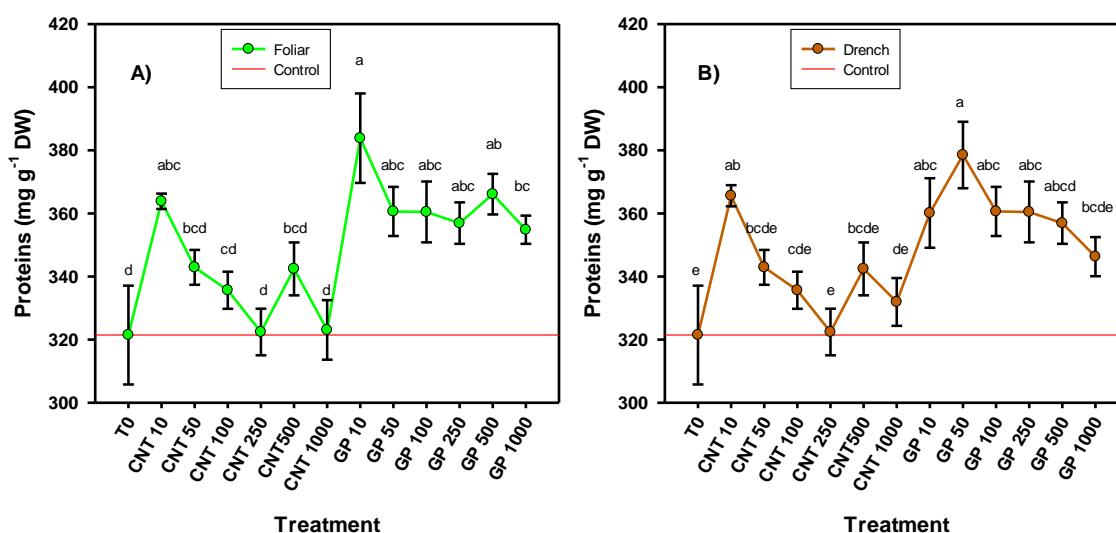 A)
Foliar
Control
Proteins (mg g-1 DW)
420
400
380
360
340
320
300
d
abc
bcd
cd
d
bcd
d
a
abc
abc
abc
ab
bc
T0
CNT 10
CNT 50
CNT 100
CNT 250
CNT500
CNT 1000
GP 10
GP 50
GP 100
GP 250
GP 500
GP 1000
Treatment
B)
Drench
Control
Proteins (mg g-1 DW)
420
400
380
360
340
320
300
e
ab
bcde
cde
e
bcde
de
abc
a
abc
abc
abcd
bcde
T0
CNT 10
CNT 50
CNT 100
CNT 250
CNT500
CNT 1000
GP 10
GP 50
GP 100
GP 250
GP 500
GP 1000
Treatment